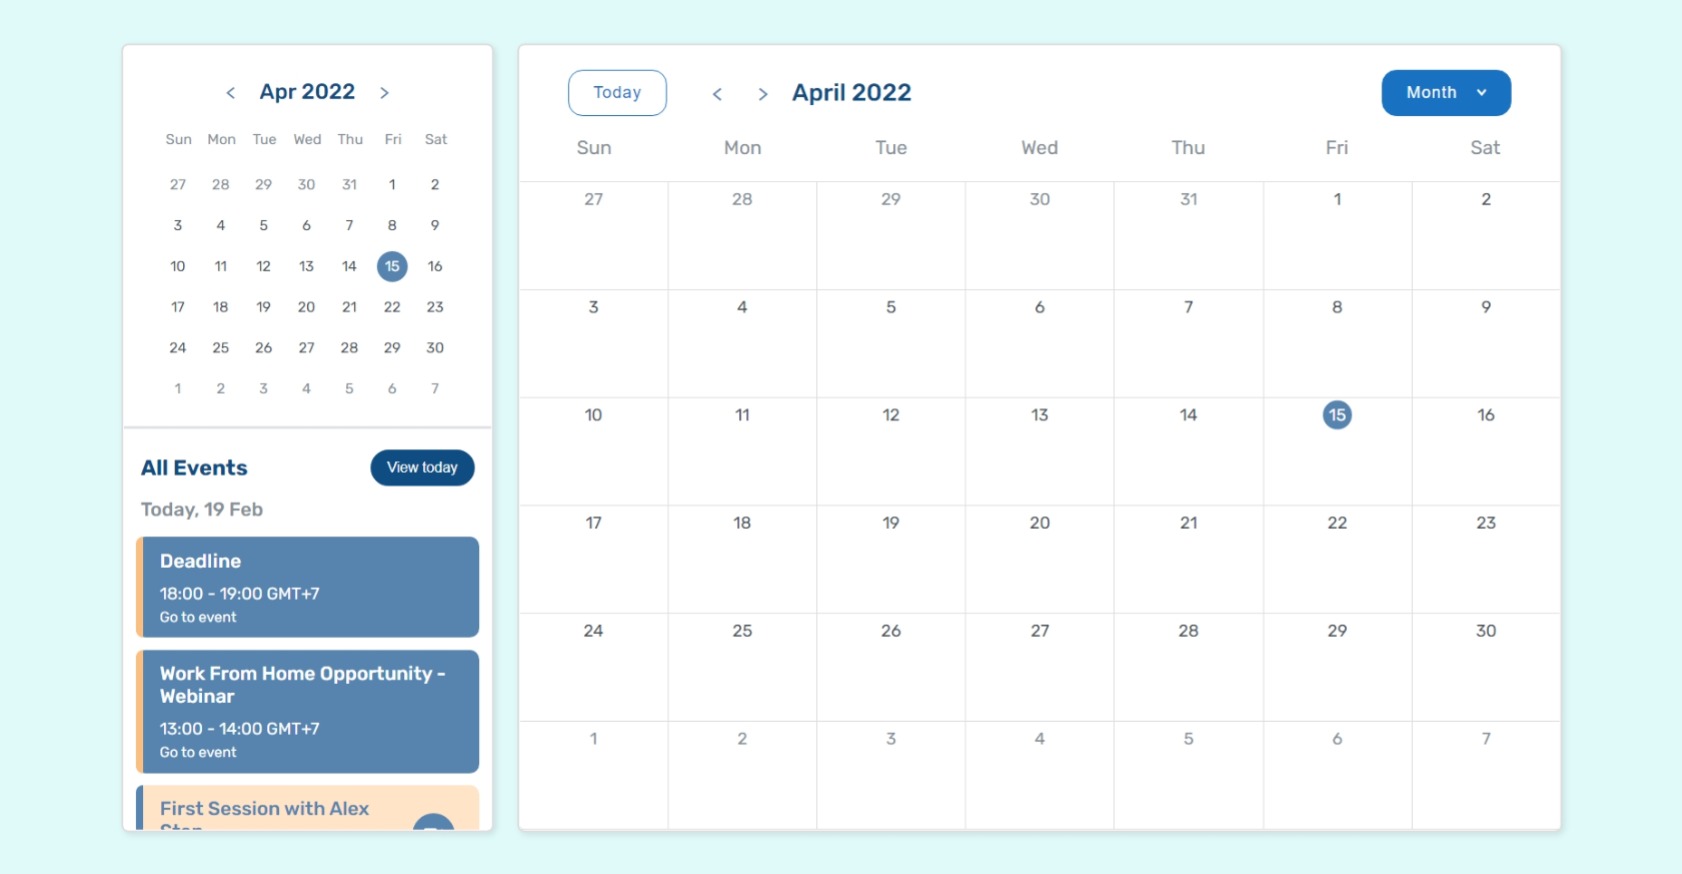 < Apr 2022 >
Sun Mon Tue Wed Thu Fri Sat
27 28 29 30 31 1 2
3 4 5 6 7 8 9
10 11 12 13 14 15 16
17 18 19 20 21 22 23
24 25 26 27 28 29 30
1 2 3 4 5 6 7
All Events View today
Today, 19 Feb
Deadline
18:00 - 19:00 GMT+7
Go to event
Work From Home Opportunity -
Webinar
13:00 - 14:00 GMT+7
Go to event
First Session with Alex
Today < > April 2022 Month
Sun Mon Tue Wed Thu Fri Sat
27 28 29 30 31 1 2
3 4 5 6 7 8 9
10 11 12 13 14 15 16
17 18 19 20 21 22 23
24 25 26 27 28 29 30
1 2 3 4 5 6 7